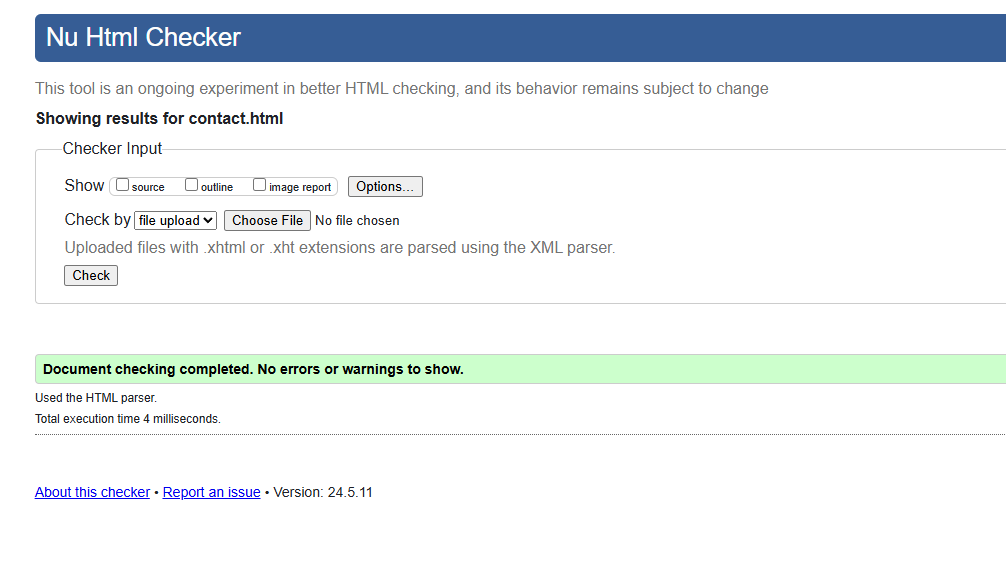 Nu Html Checker
This tool is an ongoing experiment in better HTML checking, and its behavior remains subject to change
Showing results for contact.html
Checker Input
Show source outline image report Options...
Check by file upload Choose File No file chosen
Uploaded files with .xhtml or .xht extensions are parsed using the XML parser.
Check
Document checking completed. No errors or warnings to show.
Used the HTML parser.
Total execution time 4 milliseconds.
About this checker • Report an issue • Version: 24.5.11